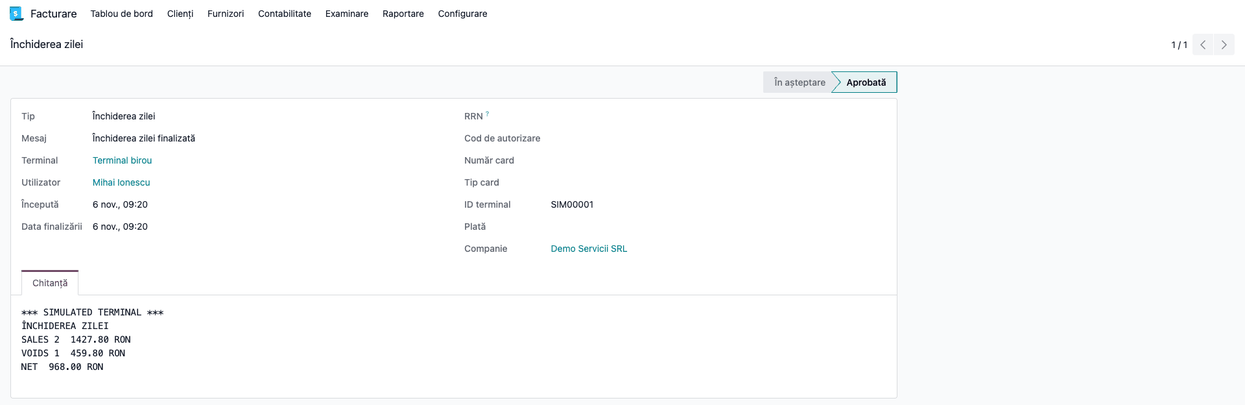 Facturare Tablou de bord Clienți Furnizori Contabilitate Examinare Raportare Configurare
Închiderea zilei
1 / 1
În așteptare Aprobată
Tip Închiderea zilei
Mesaj Închiderea zilei finalizată
Terminal Terminal birou
Utilizator Mihai Ionescu
Începută 6 nov., 09:20
Data finalizării 6 nov., 09:20
RRN ?
Cod de autorizare
Număr card
Tip card
ID terminal SIM00001
Plată
Companie Demo Servicii SRL
Chitanță
*** SIMULATED TERMINAL ***
ÎNCHIDEREA ZILEI
SALES 2 1427.80 RON
VOIDS 1 459.80 RON
NET 968.00 RON